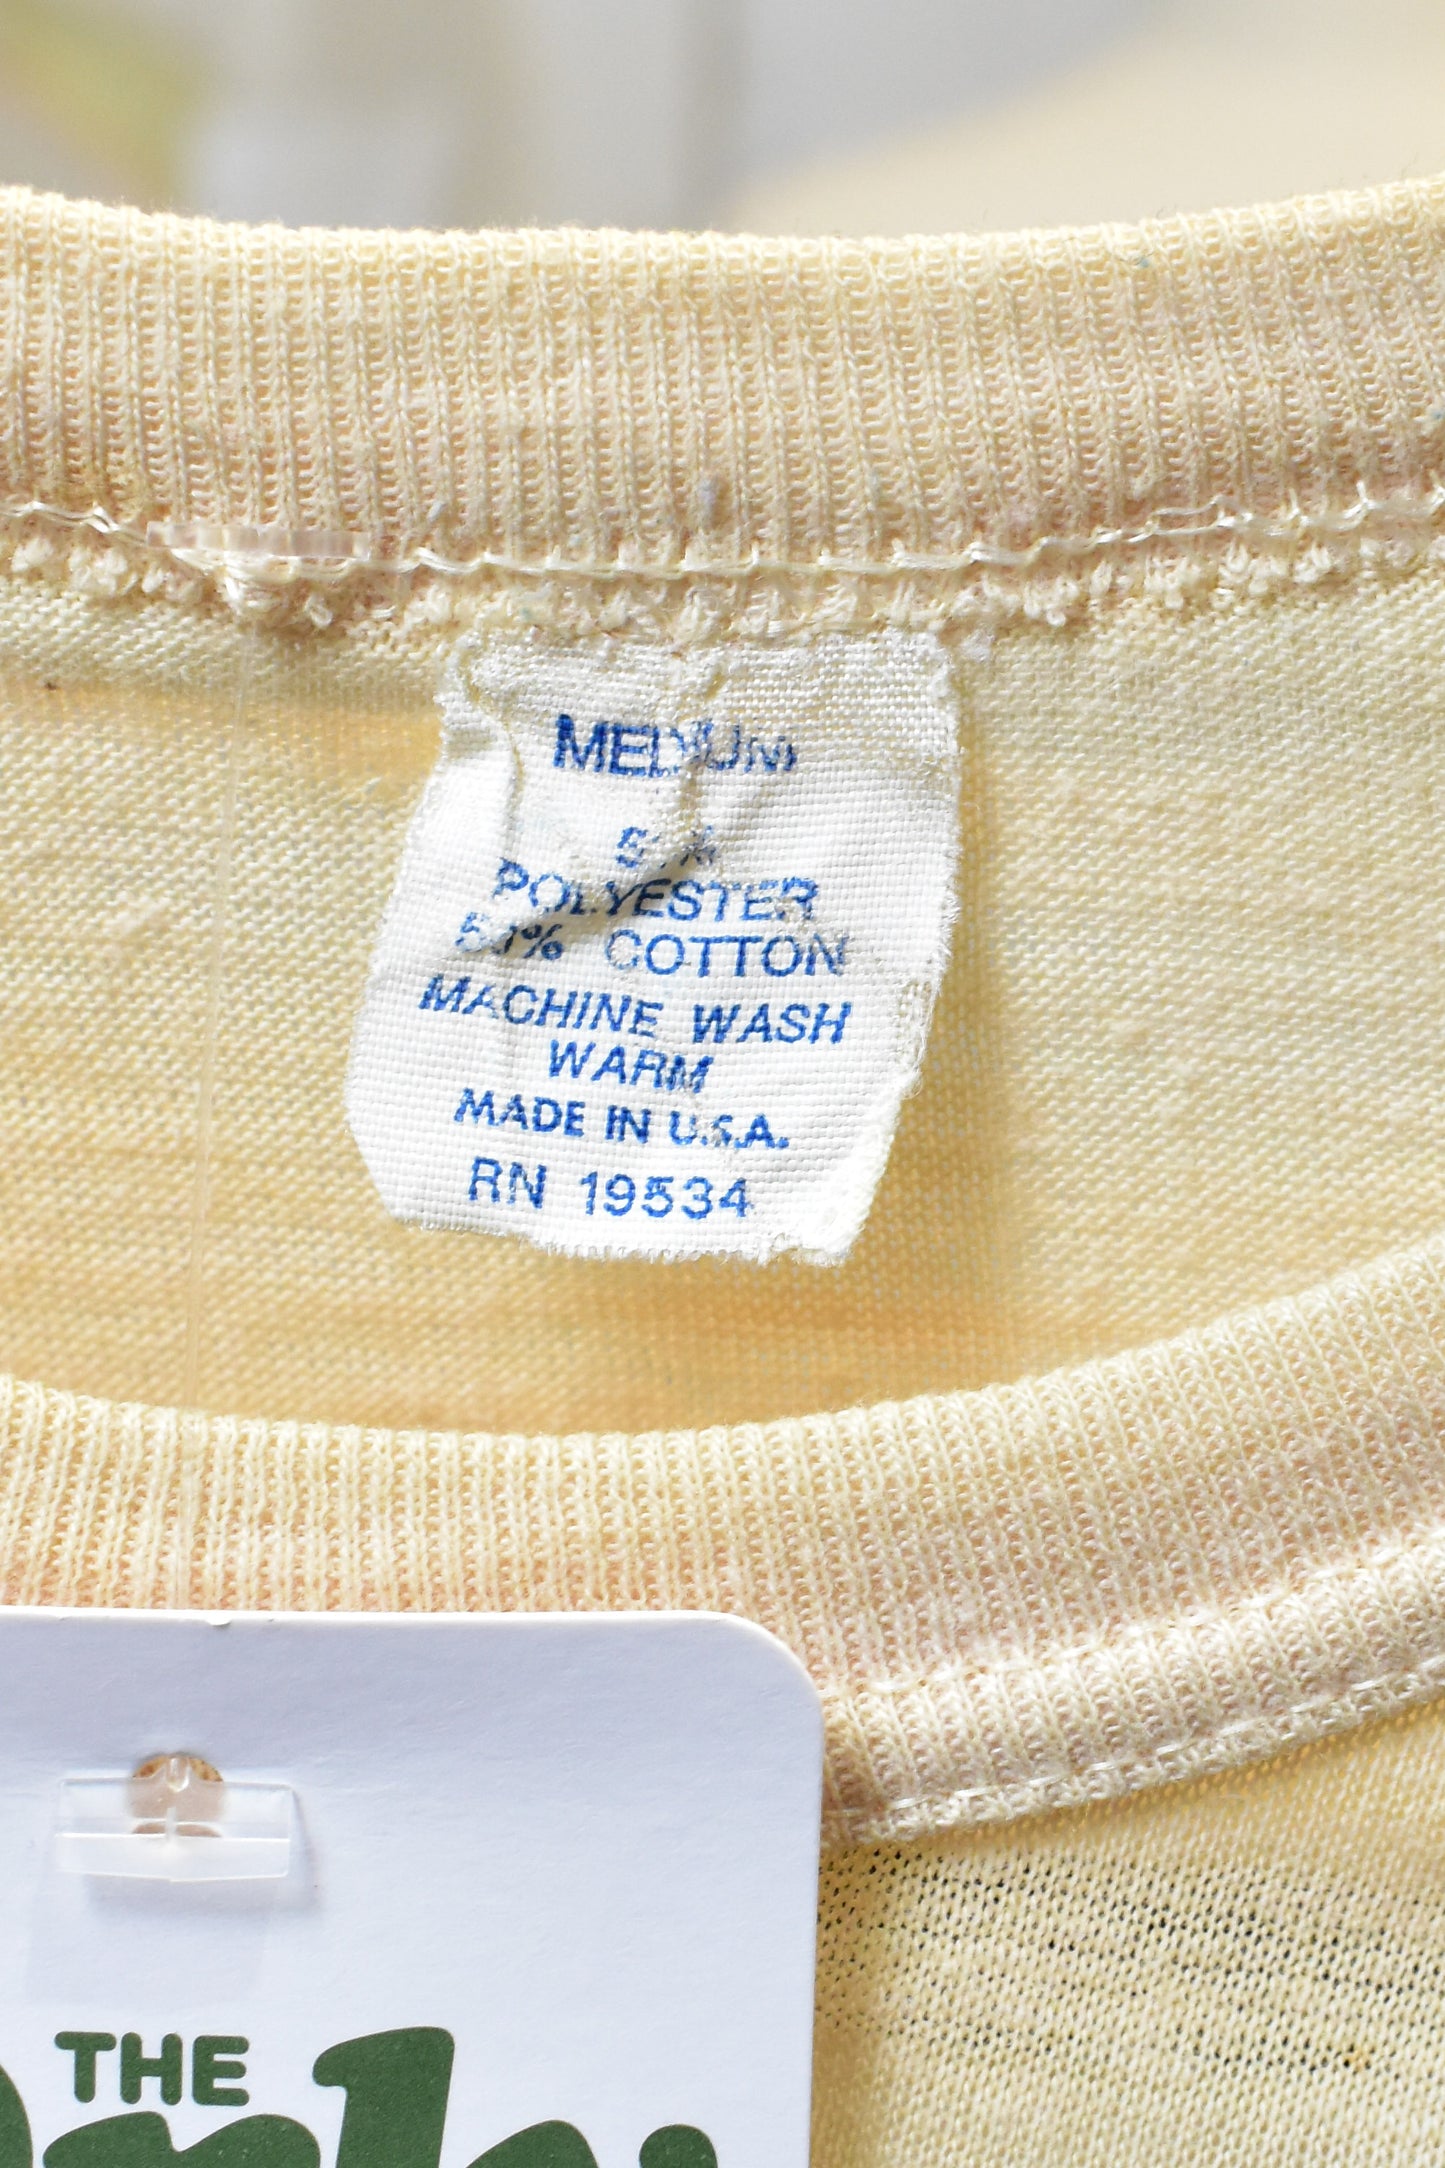 MEDIUM
POLYESTER
COTTON
MACHINE WASH
WARM
MADE IN U.S.A.
RN 19534
THE